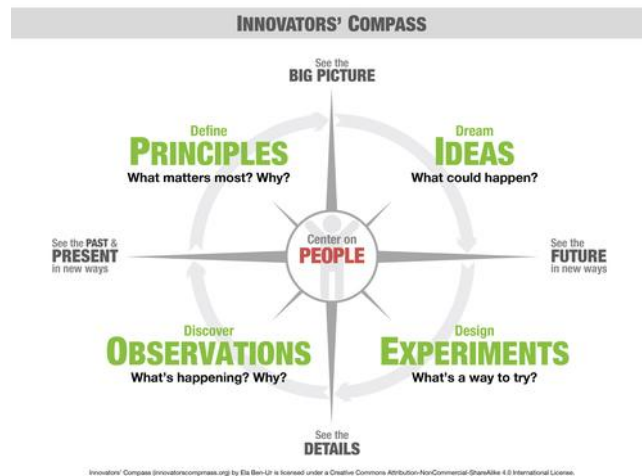 INNOVATORS' COMPASS
See the
BIG PICTURE
Define
PRINCIPLES
What matters most? Why?
Dream
IDEAS
What could happen?
See the PAST &
PRESENT
in new ways
Center on
PEOPLE
See the
FUTURE
in new ways
Discover
OBSERVATIONS
What's happening? Why?
Design
EXPERIMENTS
What's a way to try?
See the
DETAILS
Innovators' Compass (innovatorscompass.org) by Ela Ben-Ur is licensed under a Creative Commons Attribution-NonCommercial-ShareAlike 4.0 International License.